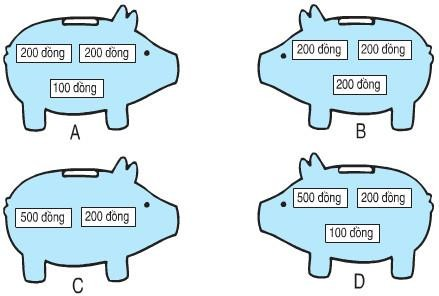 200 đồng 200 đồng
100 đồng
A
200 đồng 200 đồng
200 đồng
B
500 đồng 200 đồng
C
500 đồng 200 đồng
100 đồng
D